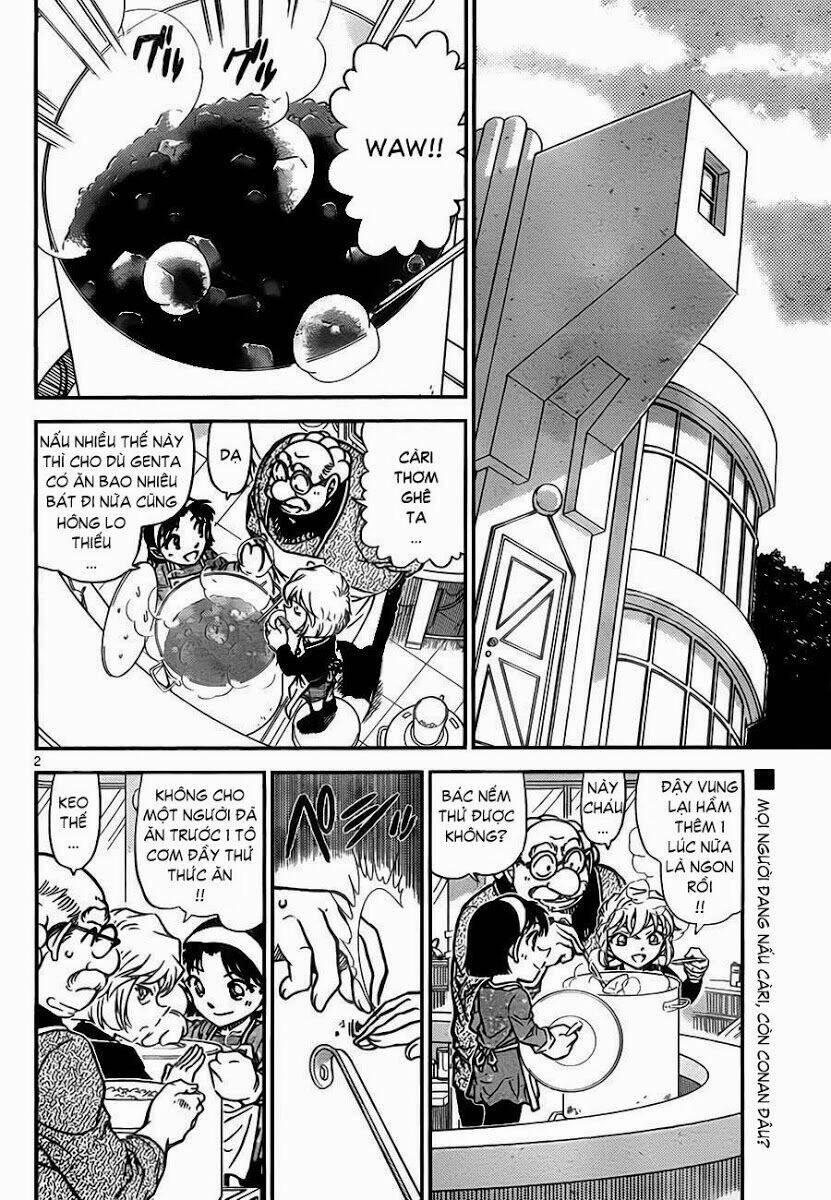 WAW!!
CÀRI
THƠM
GHÊ
TA
...
DẠ
NẤU NHIỀU THẾ NÀY
THÌ CHO DÙ GENTA
CÓ ĂN BAO NHIÊU
BÁT ĐI NỮA CŨNG
HÔNG LO
THIẾU
...
2
MỌI NGƯỜI ĐANG NẤU CÀRI, CÒN CONAN ĐÂU?
ĐẬY VUNG
LẠI HẦM
THÊM 1
LÚC NỮA
LÀ NGON
RỒI
!!
NÀY
CHÁU
...
BÁC NẾM
THỬ ĐƯỢC
KHÔNG?
ペシッ
KHÔNG CHO
MỘT NGƯỜI ĐÃ
ĂN TRƯỚC 1 TÔ
CƠM ĐẦY THỬ
THỨC ĂN
!!
KEO
THẾ
...